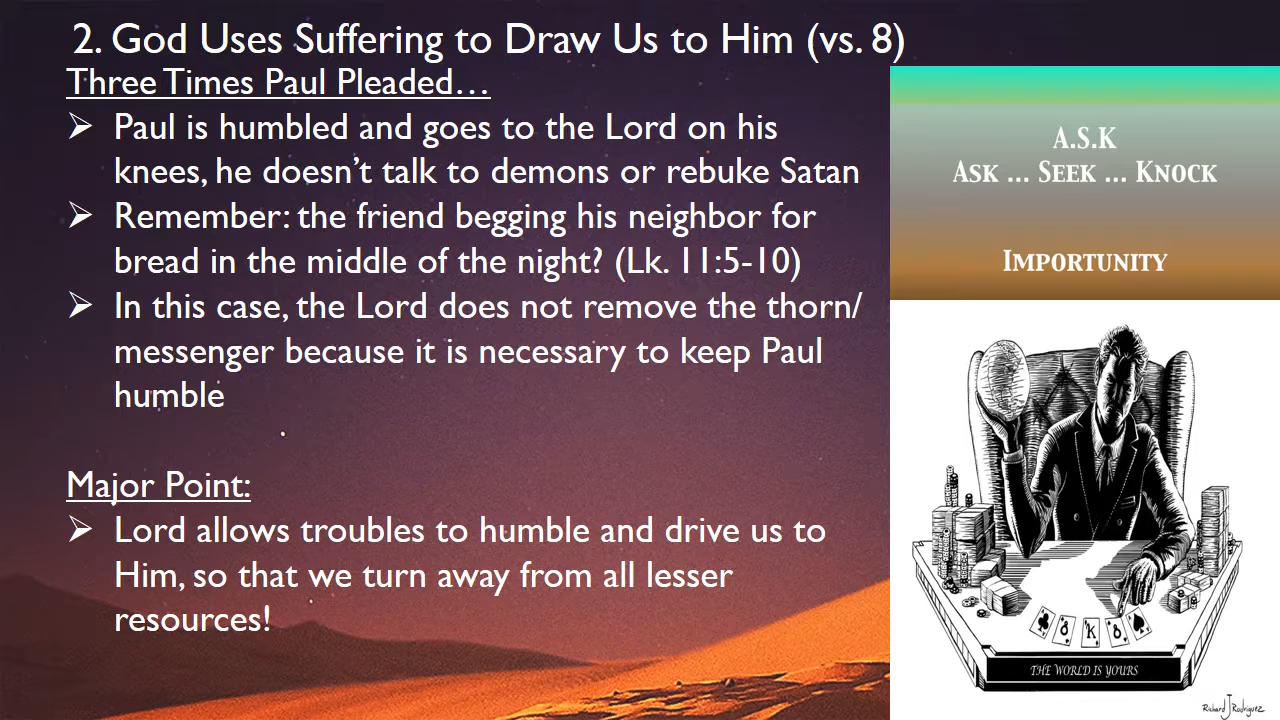 2. God Uses Suffering to Draw Us to Him (vs. 8)
Three Times Paul Pleaded…
Paul is humbled and goes to the Lord on his
knees, he doesn’t talk to demons or rebuke Satan
Remember: the friend begging his neighbor for
bread in the middle of the night? (Lk. 11:5-10)
In this case, the Lord does not remove the thorn/
messenger because it is necessary to keep Paul
humble
Major Point:
Lord allows troubles to humble and drive us to
Him, so that we turn away from all lesser
resources!
A.S.K
Ask ... Seek ... Knock
Importunity
K
THE WORLD IS YOURS
Richard J Rodriguez